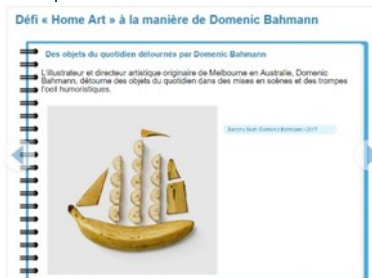 Défi « Home Art » à la manière de Domenic Bahmann
Des objets du quotidien détournés par Domenic Bahmann
L'illustrateur et directeur artistique originaire de Melbourne en Australie, Domenic
Bahmann, détourne des objets du quotidien dans des mises en scènes et des trompes
l'oeil humoristiques.